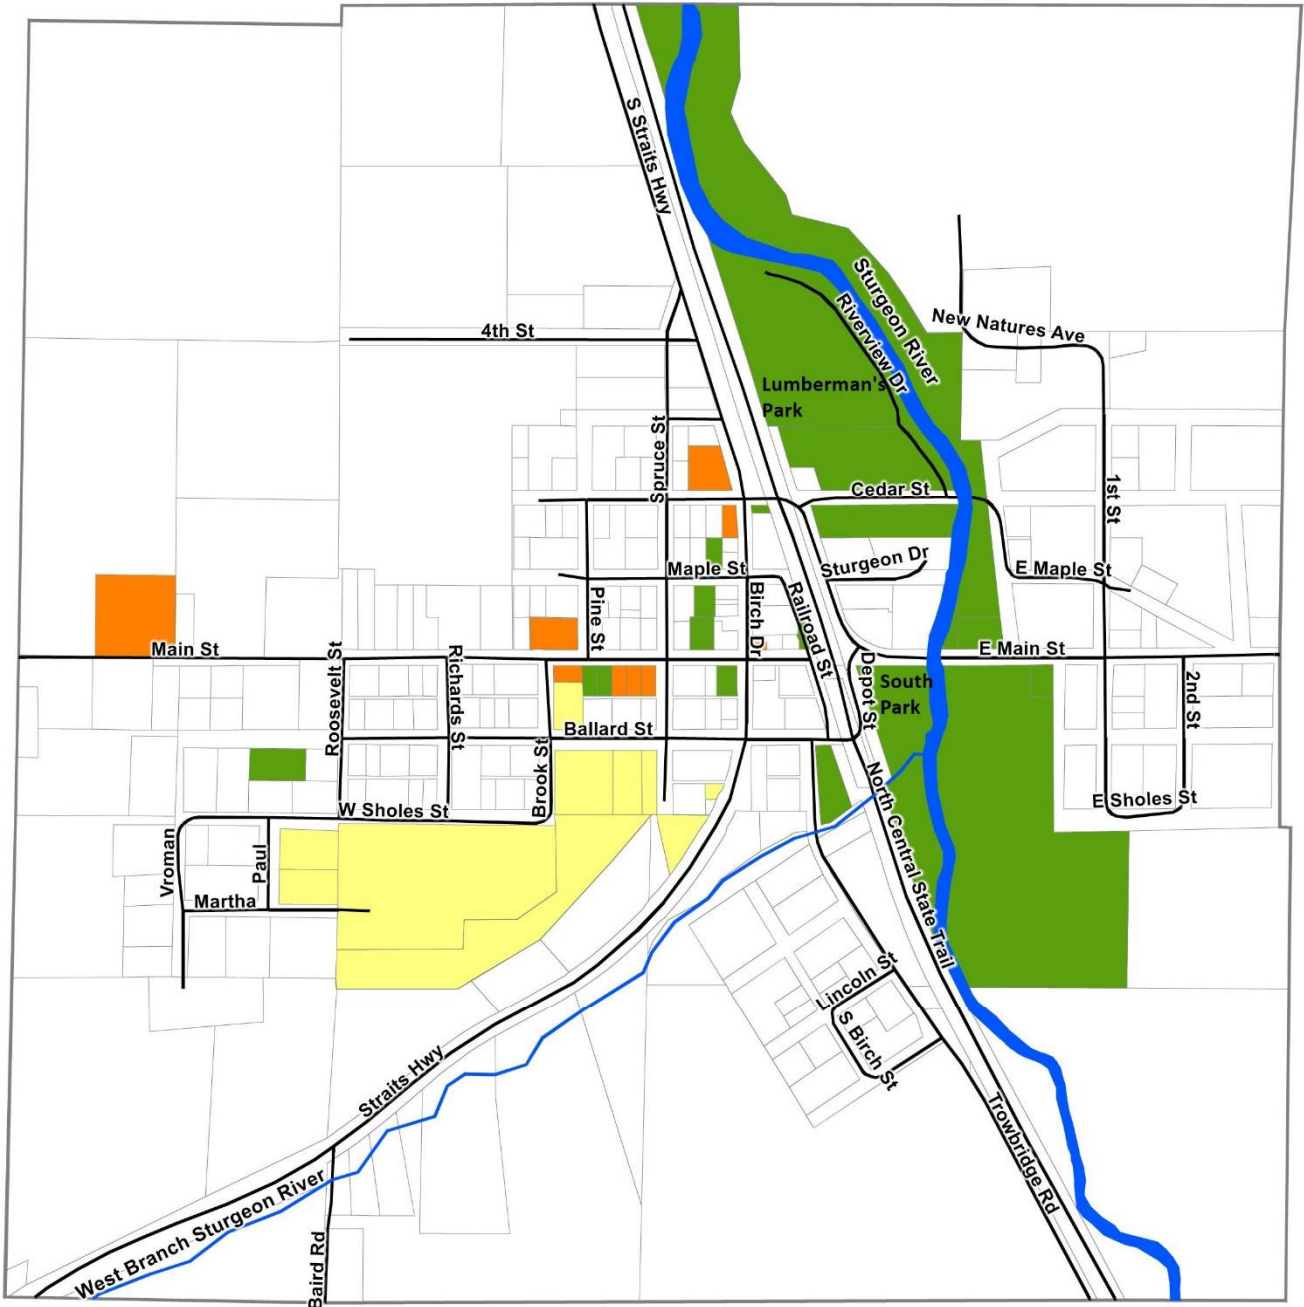 S Straits Hwy
Sturgeon River
Riverview Dr
New Natures Ave
4th St
Lumberman's
Park
Spruce St
Cedar St
1st St
Sturgeon Dr
Maple St
E Maple St
Pine St
Birch Dr
Railroad St
Main St
Roosevelt St
Richards St
E Main St
Depot St
South
Park
2nd St
Ballard St
Brook St
W Sholes St
E Sholes St
North Central State Trail
Vroman
Paul
Martha
Lincoln St
S Birch St
Straits Hwy
Trowbridge Rd
West Branch Sturgeon River
Baird Rd